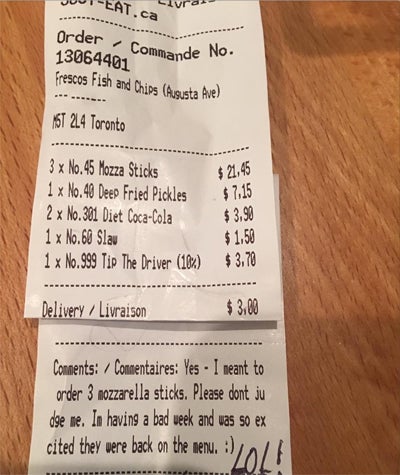 JUST-EAT.ca
Livrais
Order / Commande No.
13064401
Frescos Fish and Chips (Augusta Ave)
M5T 2L4 Toronto
3 x No.45 Mozza Sticks $ 21,45
1 x No.40 Deep Fried Pickles $ 7,15
2 x No.301 Diet Coca-Cola $ 3,90
1 x No.60 Slaw $ 1,50
1 x No.999 Tip The Driver (10%) $ 3,70
Delivery / Livraison $ 3,00
Comments: / Commentaires: Yes - I meant to
order 3 mozzarella sticks. Please dont ju
dge me. Im having a bad week and was so ex
cited they were back on the menu. :)
LOL!